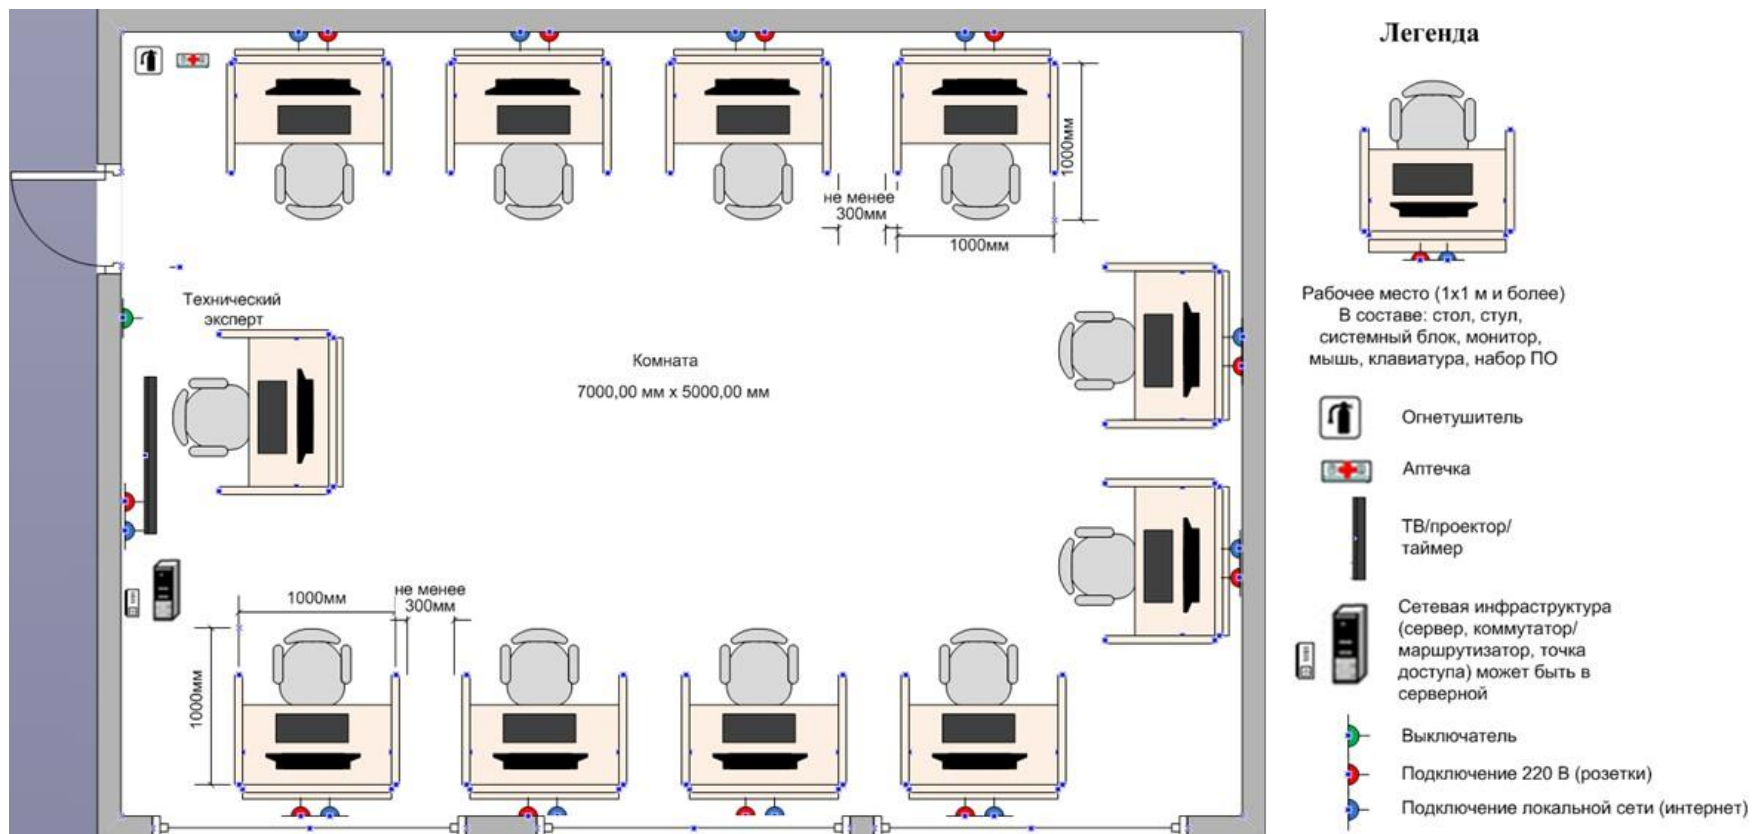 не менее
300мм
1000мм
1000мм
Технический
эксперт
Комната
7000,00 мм x 5000,00 мм
1000мм
не менее
300мм
1000мм
Легенда
Рабочее место (1х1 м и более)
В составе: стол, стул,
системный блок, монитор,
мышь, клавиатура, набор ПО
Огнетушитель
Аптечка
ТВ/проектор/
таймер
Сетевая инфраструктура
(сервер, коммутатор/
маршрутизатор, точка
доступа) может быть в
серверной
Выключатель
Подключение 220 В (розетки)
Подключение локальной сети (интернет)